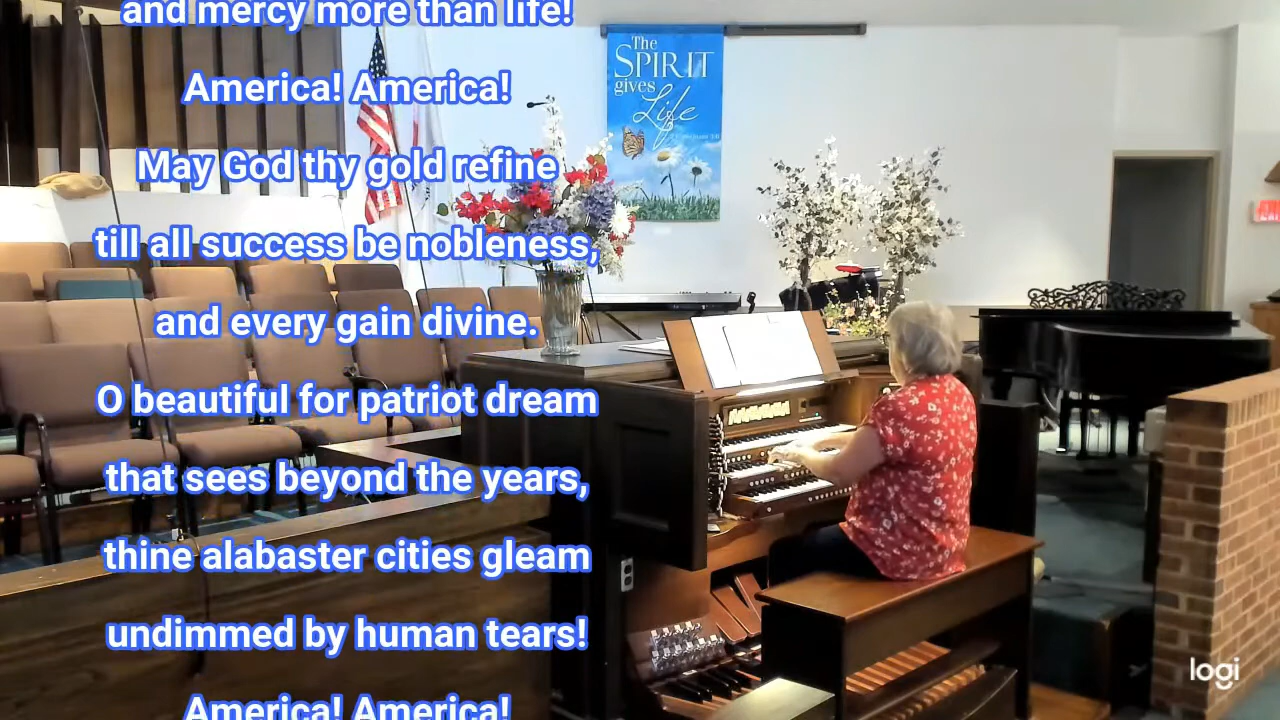 and mercy more than life!
America! America!
May God thy gold refine
till all success be nobleness,
and every gain divine.
O beautiful for patriot dream
that sees beyond the years,
thine alabaster cities gleam
undimmed by human tears!
America! America!
The
SPIRIT
gives
Life
logi